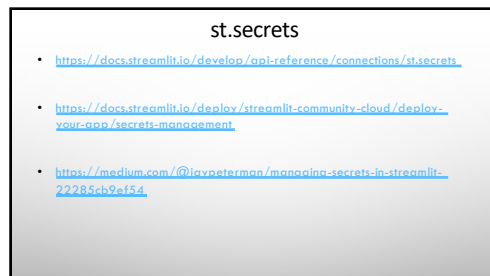 st.secrets
https://docs.streamlit.io/develop/api-reference/connections/st.secrets
https://docs.streamlit.io/deploy/streamlit-community-cloud/deploy-
your-app/secrets-management
https://medium.com/@jaypeterman/managing-secrets-in-streamlit-
22285cb9ef54